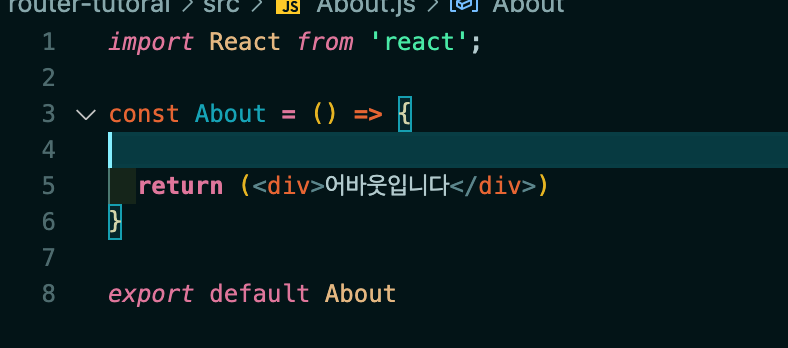 router-tutoral > src > JS About.js > About
1 import React from 'react';
2
3 const About = () => {
4
5 return (<div>어바웃입니다</div>)
6 }
7
8 export default About